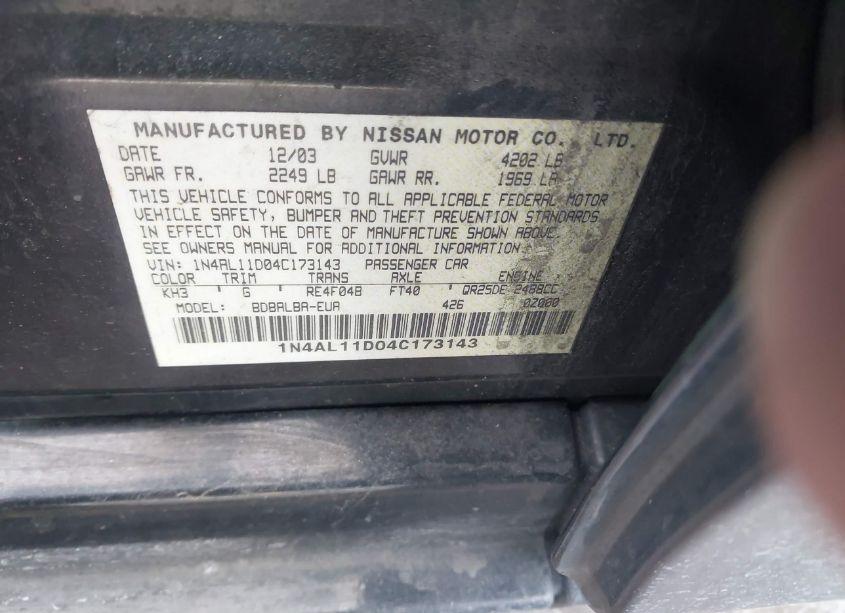 MANUFACTURED BY NISSAN MOTOR CO. LTD.
DATE 12/03 GVWR 4202 LB
GAWR FR. 2249 LB GAWR RR. 1969 LB
THIS VEHICLE CONFORMS TO ALL APPLICABLE FEDERAL MOTOR
VEHICLE SAFETY, BUMPER AND THEFT PREVENTION STANDARDS
IN EFFECT ON THE DATE OF MANUFACTURE SHOWN ABOVE.
SEE OWNERS MANUAL FOR ADDITIONAL INFORMATION.
VIN: 1N4AL11D04C173143 PASSENGER CAR
COLOR TRIM TRANS AXLE ENGINE
KH3 ' G ' RE4F04B FT40 ' QR25DE 2488CC
MODEL: BDBALBA-EUA 426 0Z000
1N4AL11D04C173143